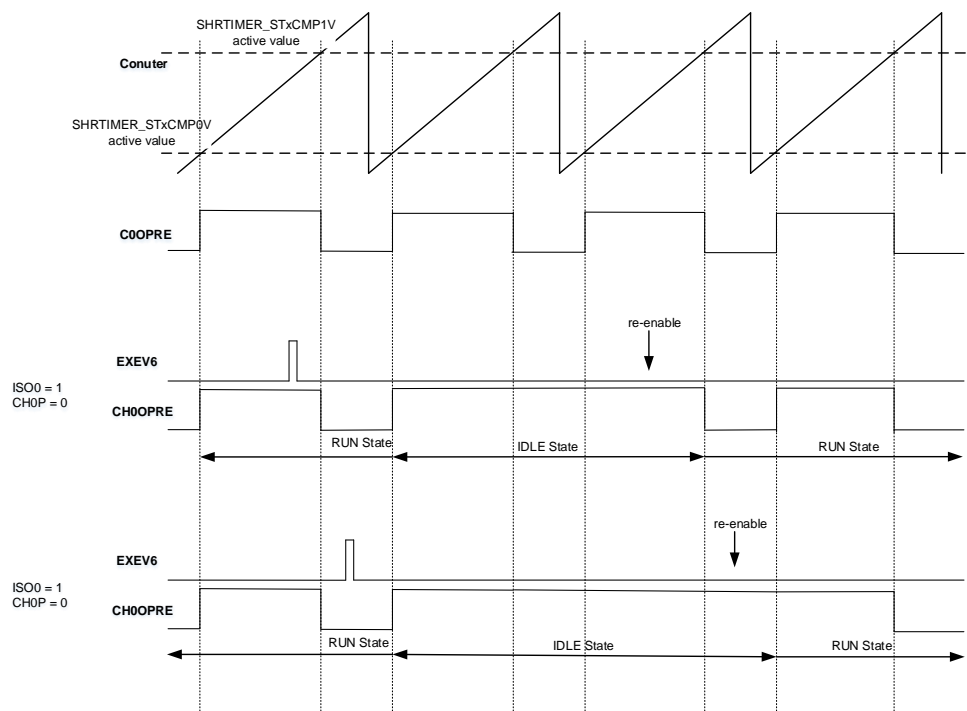 SHRTIMER_STxCMP1V
active value
Conuter
SHRTIMER_STxCMP0V
active value
C0OPRE
re-enable
EXEV6
ISO0 = 1
CH0P = 0
CH0OPRE
RUN State
IDLE State
RUN State
re-enable
EXEV6
ISO0 = 1
CH0P = 0
CH0OPRE
RUN State
IDLE State
RUN State